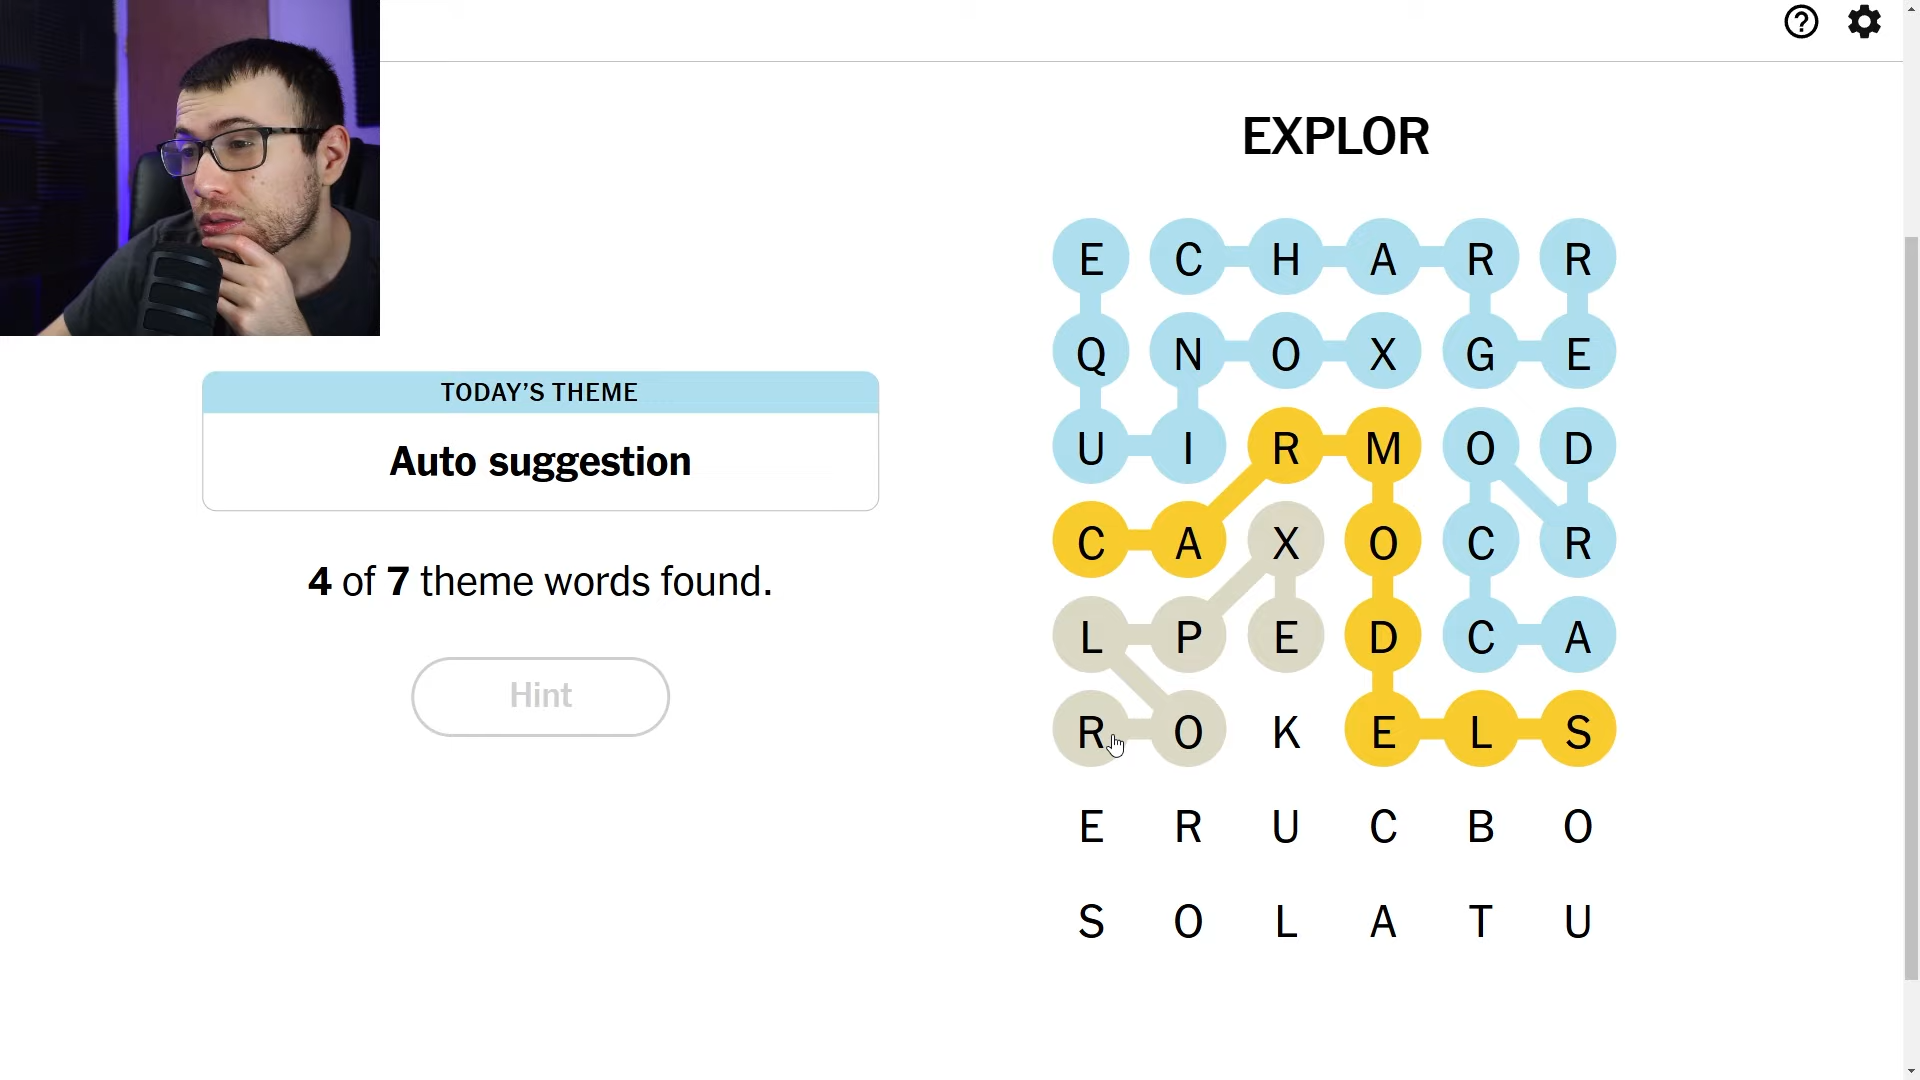 EXPLOR
E C H A R R
Q N O X G E
U I R M O D
C A X O C R
L P E D C A
R O K E L S
E R U C B O
S O L A T U
TODAY'S THEME
Auto suggestion
4 of 7 theme words found.
Hint